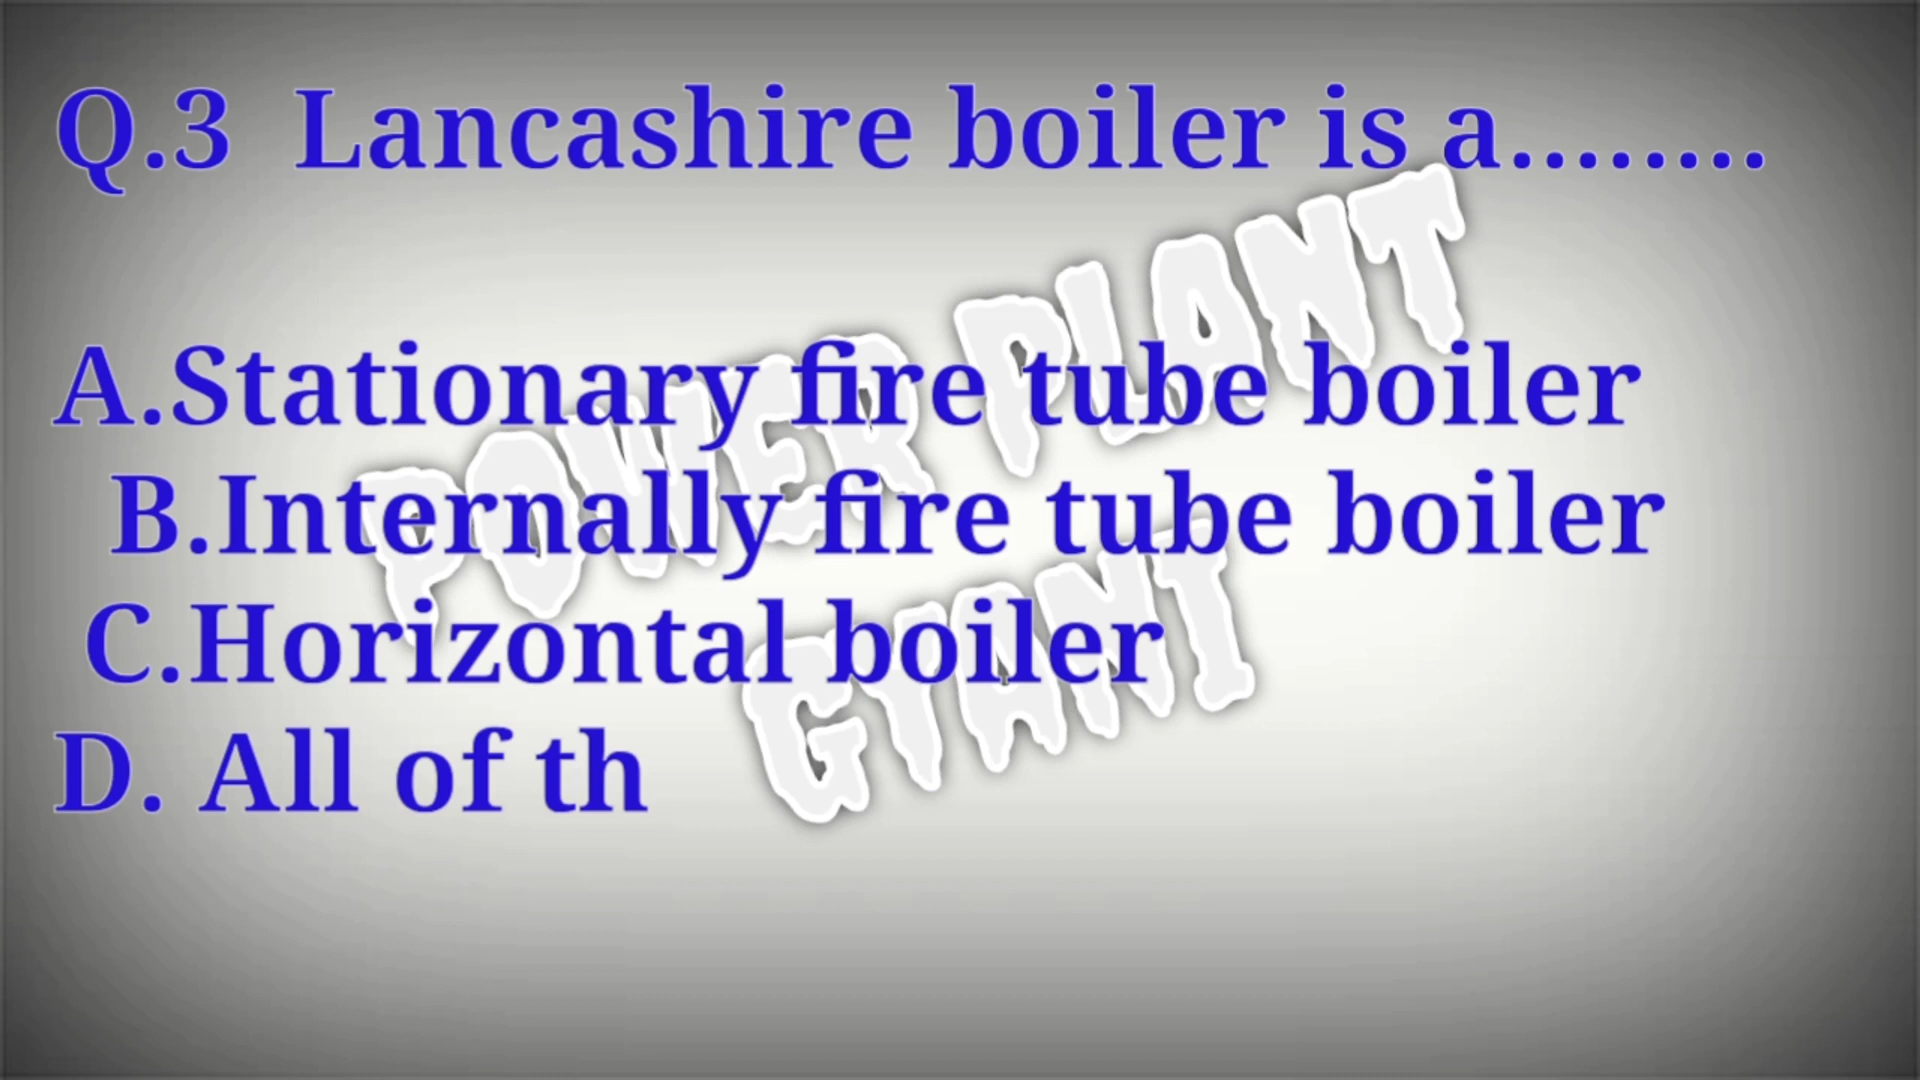 Q.3 Lancashire boiler is a........
A.Stationary fire tube boiler
B.Internally fire tube boiler
C.Horizontal boiler
D. All of th
POWER PLANT
GYANI